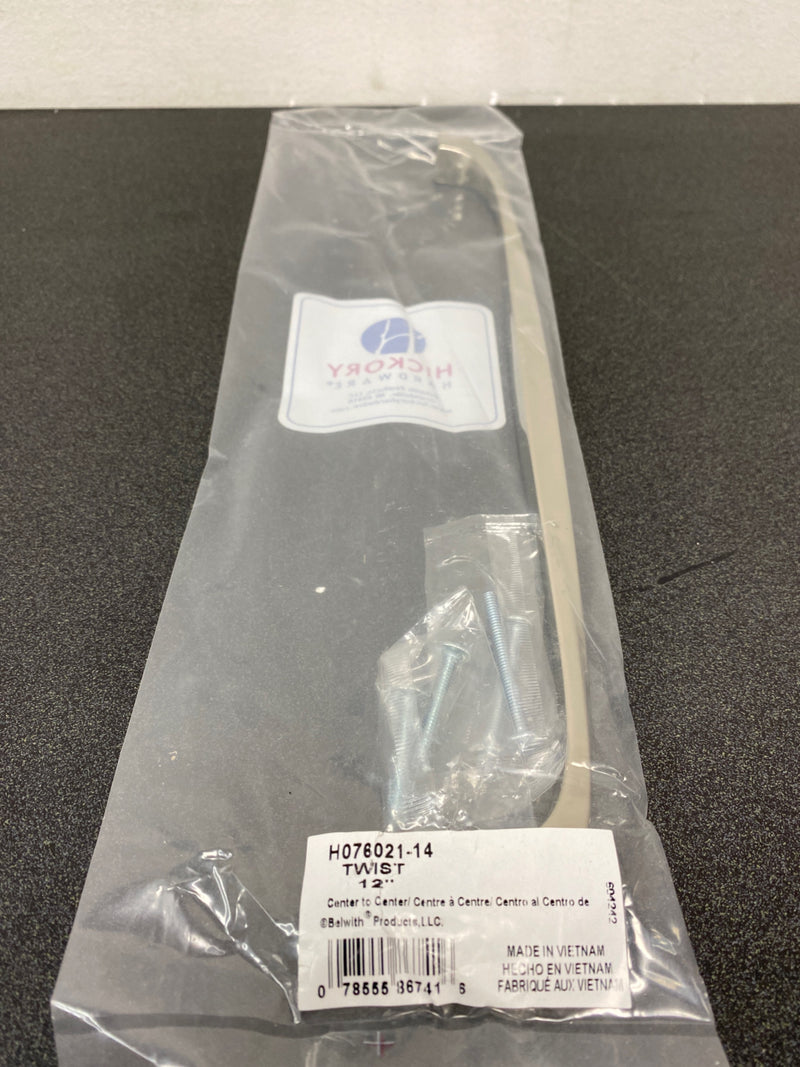 HICKORY
HARDWARE®
H076021-14
TWIST
12"
Center to Center/ Centre à Centre/ Centro al Centro de
©Belwith® Products,LLC.
604242
MADE IN VIETNAM
HECHO EN VIETNAM
FABRIQUÉ AUX VIETNAM
0 78555 86741 6